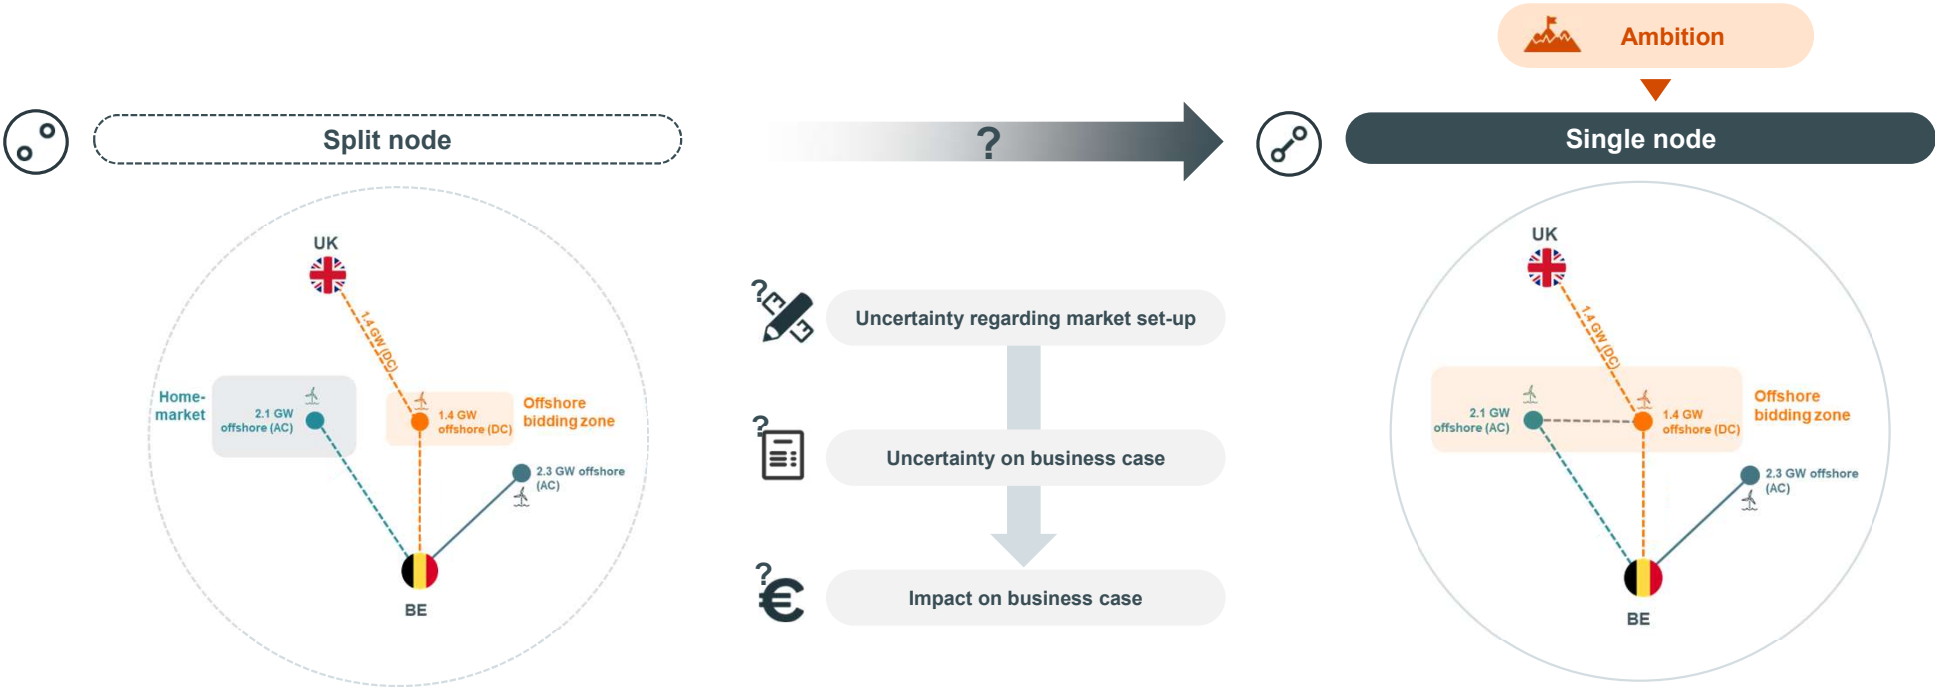 Ambition
Split node
?
Single node
UK
1.4 GW (DC)
Home-
market
2.1 GW
offshore (AC)
1.4 GW
offshore (DC)
Offshore
bidding zone
2.3 GW offshore
(AC)
BE
?
Uncertainty regarding market set-up
?
Uncertainty on business case
?
€
Impact on business case
UK
1.4 GW (DC)
2.1 GW
offshore (AC)
1.4 GW
offshore (DC)
Offshore
bidding zone
2.3 GW offshore
(AC)
BE